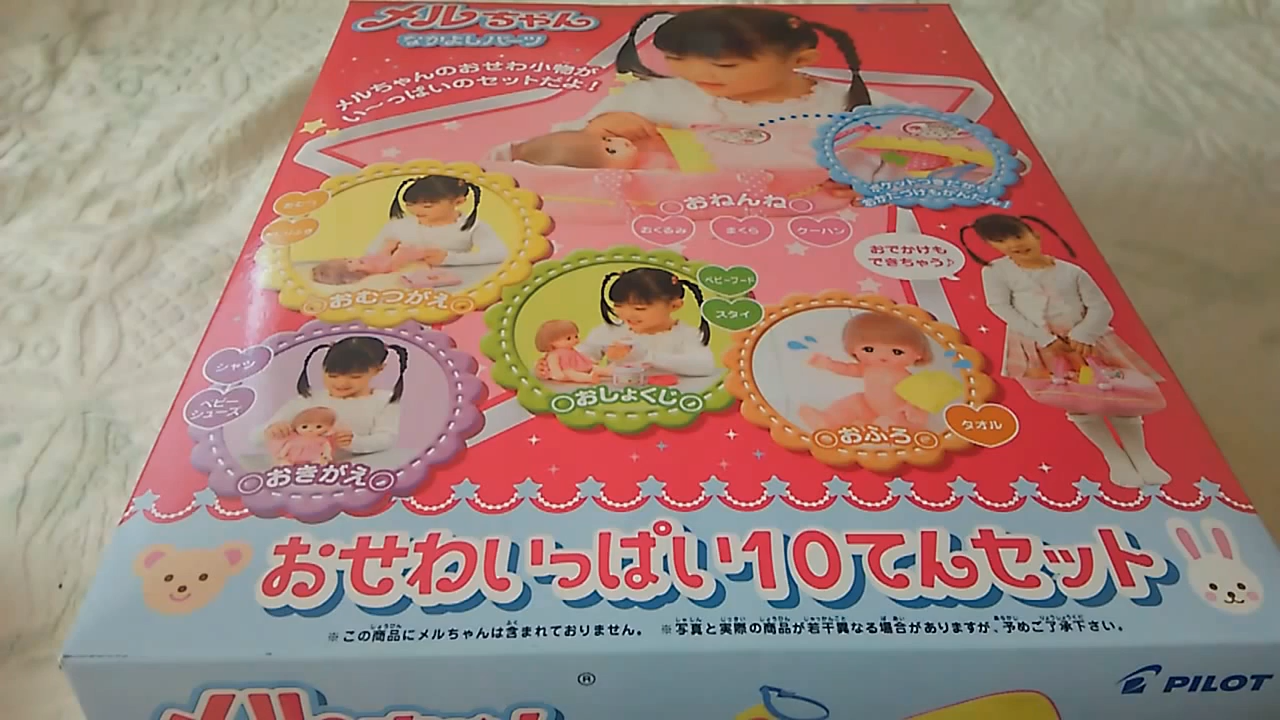 メルちゃん
なかよしパーツ
メルちゃんのおせわ小物が
い〜っぱいのセットだよ!
おねんね
おくるみ
まくら
クーハン
おでかけも
できちゃう♪
おむつ
おむつがえ
ベビーフード
スタイ
おしょくじ
シャツ
ベビー
シューズ
おきがえ
おふろ
タオル
おせわいっぱい10てんセット
※この商品にメルちゃんは含まれておりません。 ※写真と実際の商品が若干異なる場合がありますが、予めご了承下さい。
®
PILOT